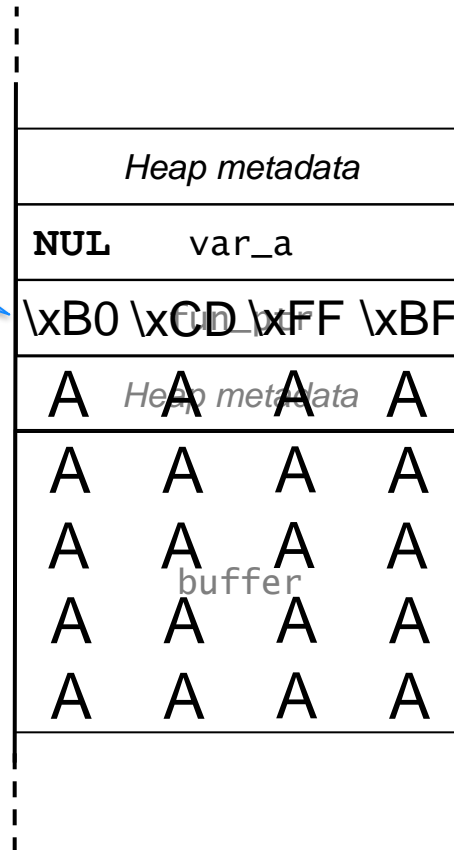 Heap metadata
NUL var_a
\xB0 \xCD \xFF \xBF
fun_ptr
A A A A
Heap metadata
A A A A
A A A A
buffer
A A A A
A A A A